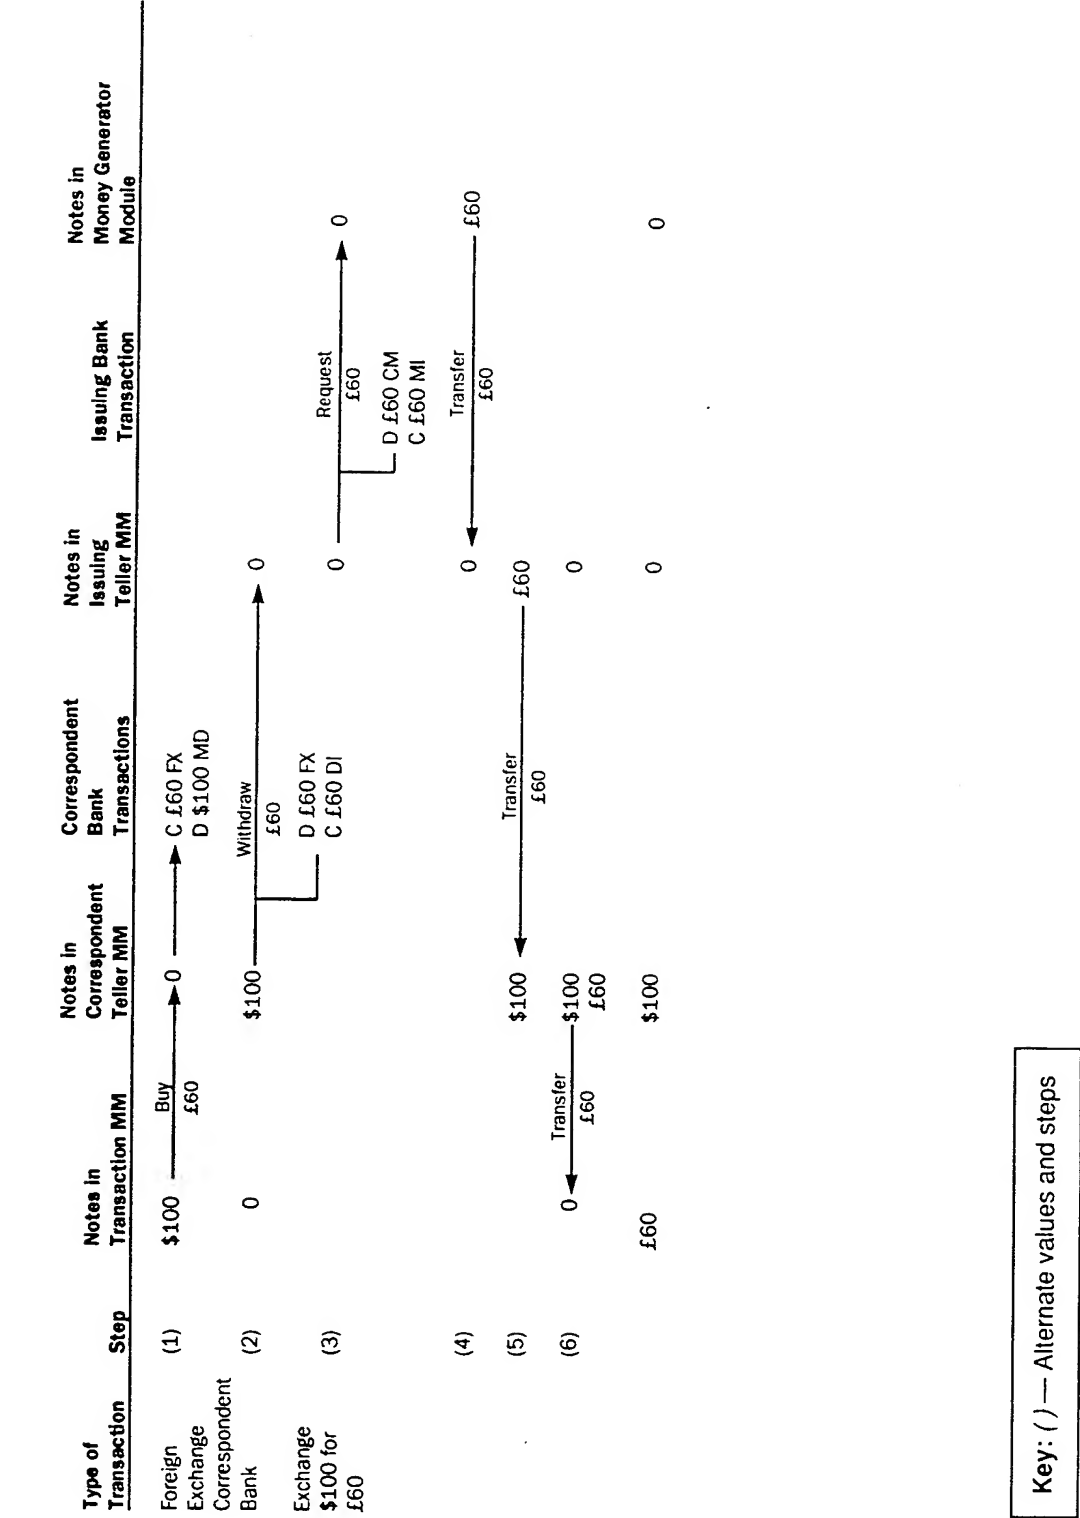 Type of
Transaction
Step
Notes in
Transaction MM
Notes in
Correspondent
Teller MM
Correspondent
Bank
Transactions
Notes in
Issuing
Teller MM
Issuing Bank
Transaction
Notes in
Money Generator
Module
Foreign
Exchange
Correspondent
Bank
Exchange
$100 for
£60
(1)
$100
Buy
£60
0
C £60 FX
D $100 MD
(2)
0
$100
Withdraw
£60
D £60 FX
C £60 DI
0
(3)
0
Request
£60
D £60 CM
C £60 MI
0
(4)
0
Transfer
£60
£60
(5)
$100
Transfer
£60
£60
(6)
0
Transfer
£60
$100
£60
0
£60
$100
0
0
Key: ( ) — Alternate values and steps